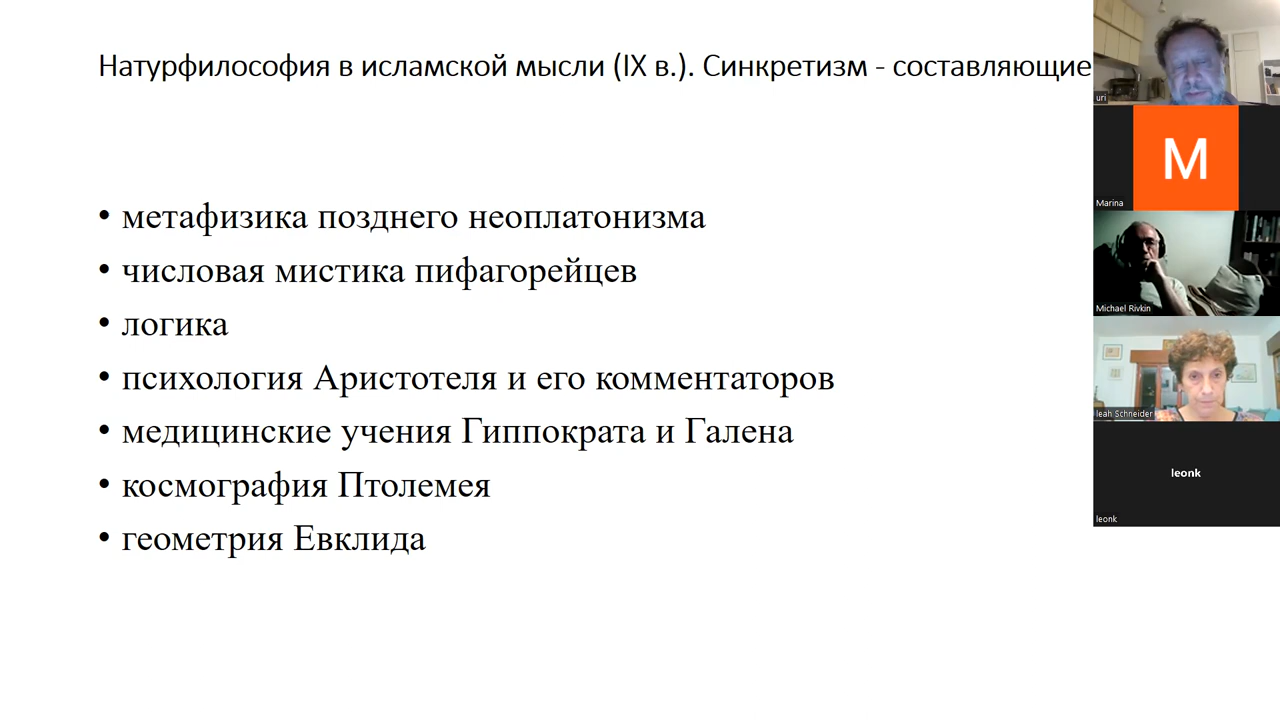 Натурфилософия в исламской мысли (IX в.). Синкретизм - составляющие
• метафизика позднего неоплатонизма
• числовая мистика пифагорейцев
• логика
• психология Аристотеля и его комментаторов
• медицинские учения Гиппократа и Галена
• космография Птолемея
• геометрия Евклида
uri
M
Marina
Michael Rivkin
leah Schneider
leonk
leonk